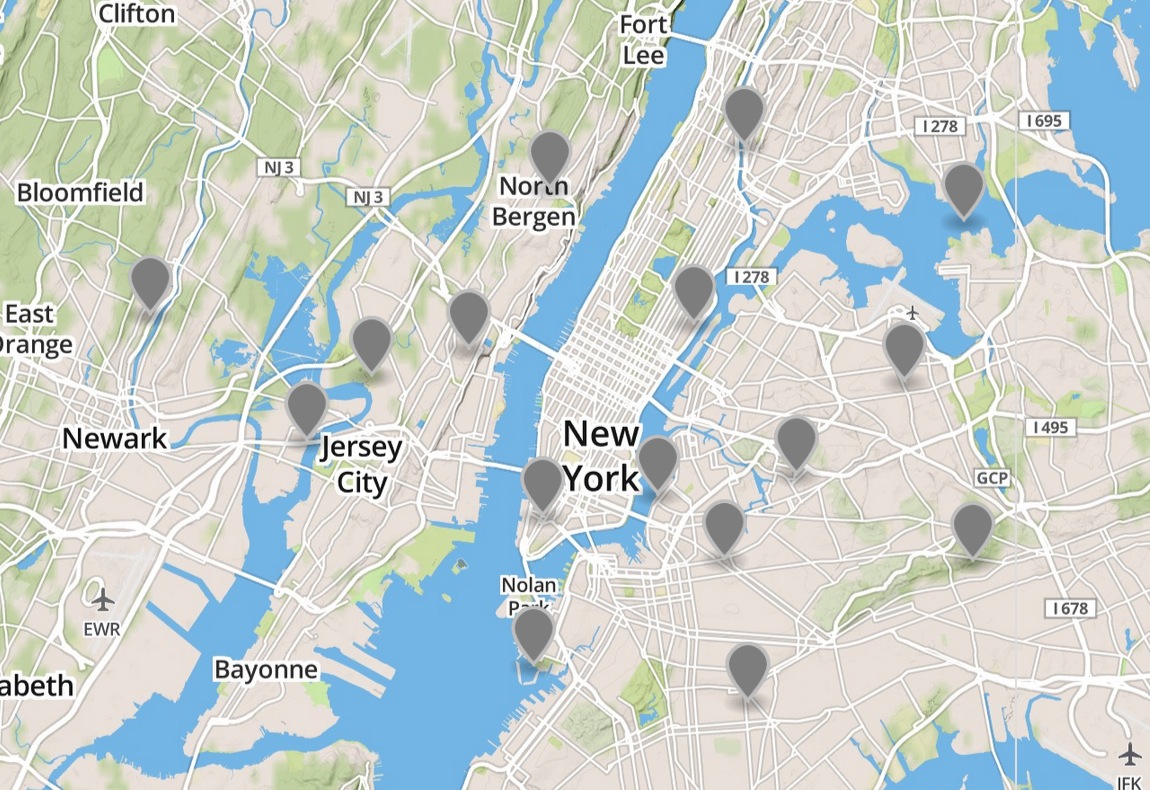 Clifton
Fort
Lee
I 278
I 695
NJ 3
NJ 3
Bloomfield
North
Bergen
I 278
East
Orange
Newark
Jersey
City
New
York
I 495
GCP
Nolan
Park
EWR
I 678
Bayonne
abeth
JFK